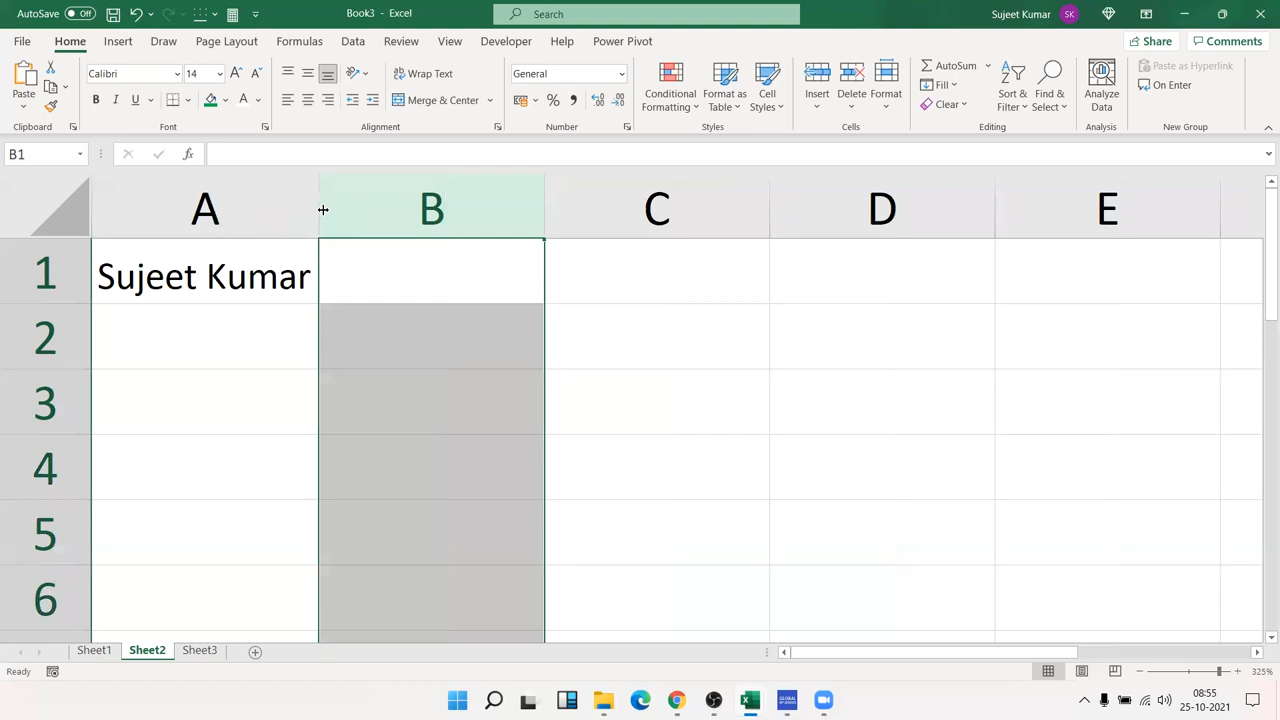 AutoSave Off Book3 - Excel Search Sujeet Kumar SK
File Home Insert Draw Page Layout Formulas Data Review View Developer Help Power Pivot Share Comments
Paste Calibri 14 A A Wrap Text General Conditional Formatting Format as Table Cell Styles Insert Delete Format AutoSum Sort & Filter Find & Select Analyze Data Paste as Hyperlink
B I U A Merge & Center % Fill Clear On Enter
Clipboard Font Alignment Number Styles Cells Editing Analysis New Group
B1 fx
A B C D E
1 Sujeet Kumar
2
3
4
5
6
Sheet1 Sheet2 Sheet3
Ready 325%
08:55
23-10-2021